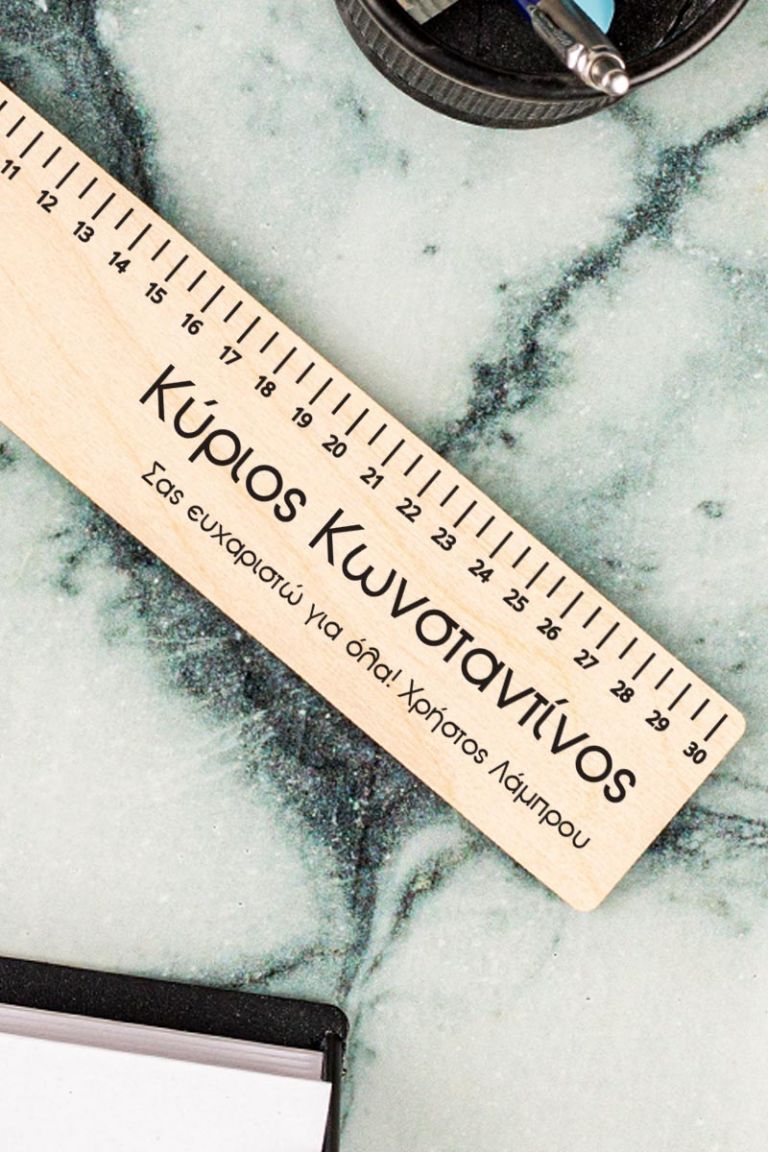 11 12 13 14 15 16 17 18 19 20 21 22 23 24 25 26 27 28 29 30
Κύριος Κωνσταντίνος
Σας ευχαριστώ για όλα! Χρήστος Λάμπρου